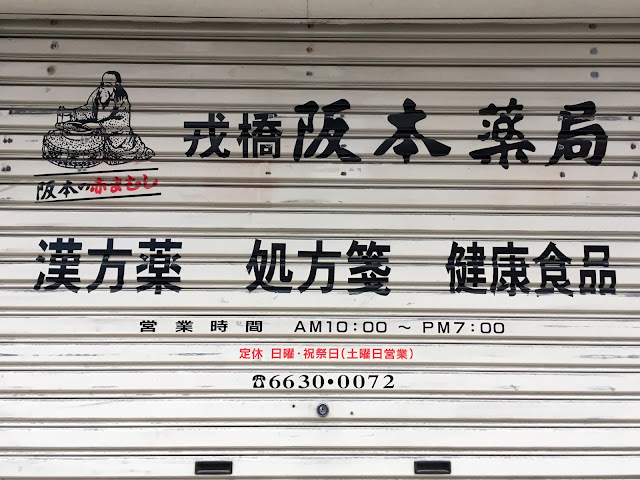 戎橋 阪本薬局
阪本の赤まむし
漢方薬 処方箋 健康食品
営業時間 AM10:00 ~ PM7:00
定休 日曜・祝祭日(土曜日営業)
☎6630•0072